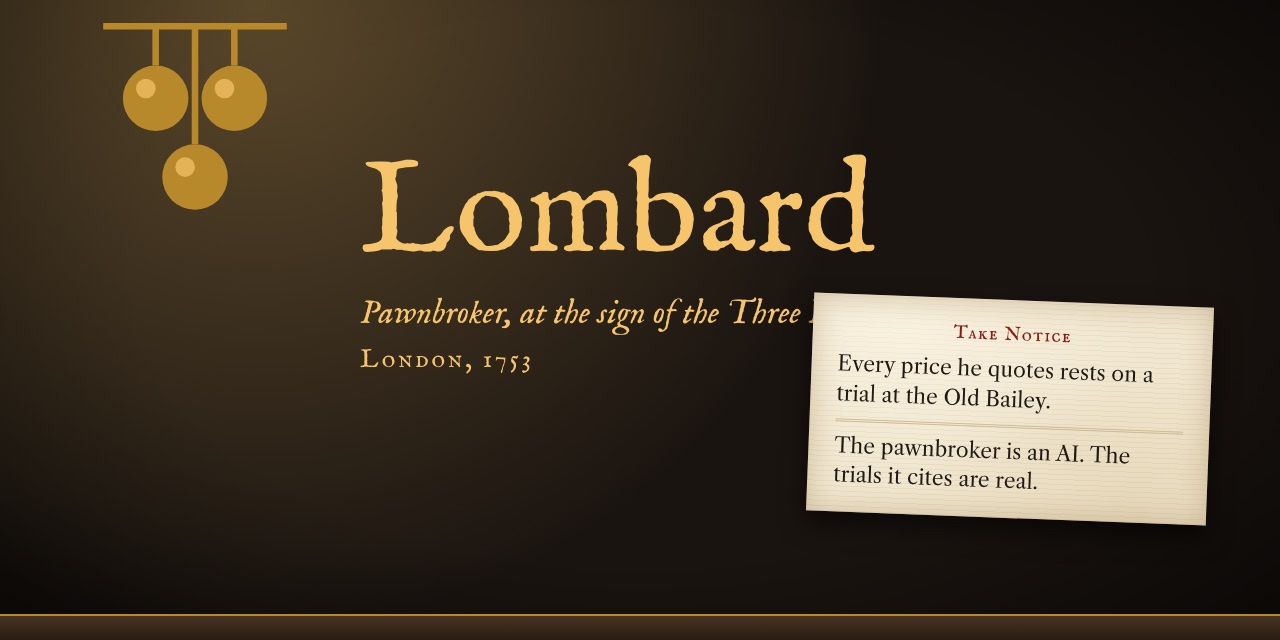 Lombard
Pawnbroker, at the sign of the Three
London, 1753
Take Notice
Every price he quotes rests on a
trial at the Old Bailey.
The pawnbroker is an AI. The
trials it cites are real.